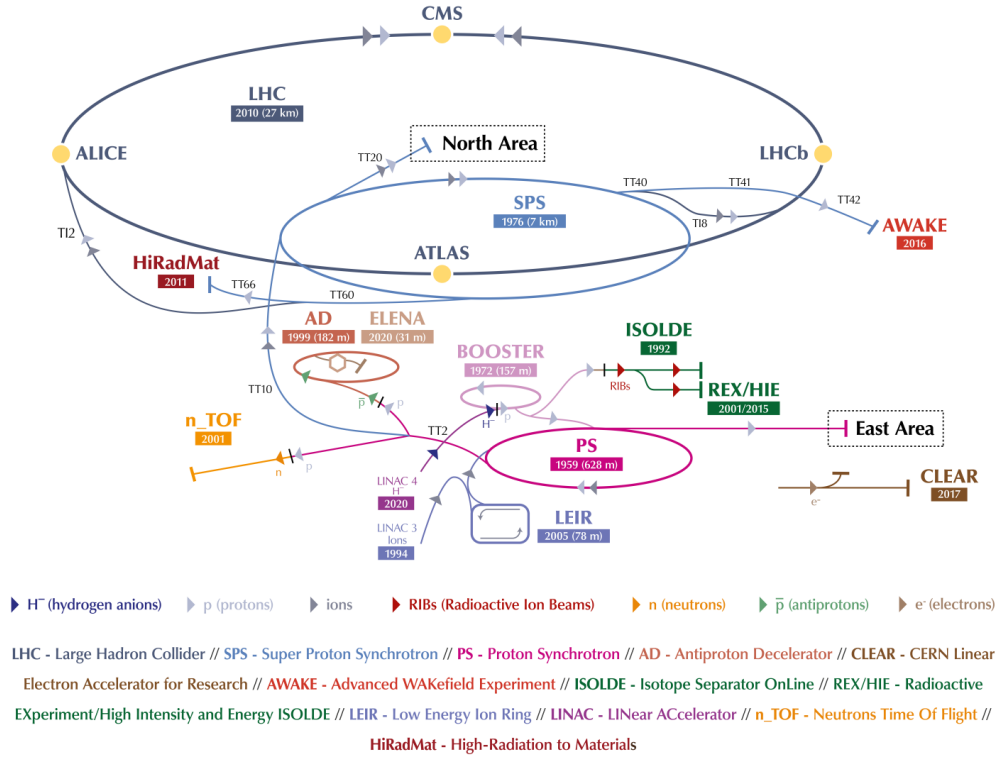 CMS
LHC
2010 (27 km)
North Area
ALICE
TT20
LHCb
TT40
TT41
SPS
1976 (7 km)
TT42
TI8
TI2
AWAKE
2016
ATLAS
HiRadMat
2011
TT66
TT60
AD
1999 (182 m)
ELENA
2020 (31 m)
ISOLDE
1992
BOOSTER
1972 (157 m)
RIBs
REX/HIE
2001/2015
TT10
p̅
p
H⁻
p
n_TOF
2001
TT2
East Area
PS
1959 (628 m)
n
p
LINAC 4
H⁻
2020
CLEAR
2017
e⁻
LEIR
2005 (78 m)
LINAC 3
Ions
1994
H⁻ (hydrogen anions)
p (protons)
ions
RIBs (Radioactive Ion Beams)
n (neutrons)
p̅ (antiprotons)
e⁻ (electrons)
LHC - Large Hadron Collider // SPS - Super Proton Synchrotron // PS - Proton Synchrotron // AD - Antiproton Decelerator // CLEAR - CERN Linear
Electron Accelerator for Research // AWAKE - Advanced WAKefield Experiment // ISOLDE - Isotope Separator OnLine // REX/HIE - Radioactive
EXperiment/High Intensity and Energy ISOLDE // LEIR - Low Energy Ion Ring // LINAC - LINear ACcelerator // n_TOF - Neutrons Time Of Flight //
HiRadMat - High-Radiation to Materials